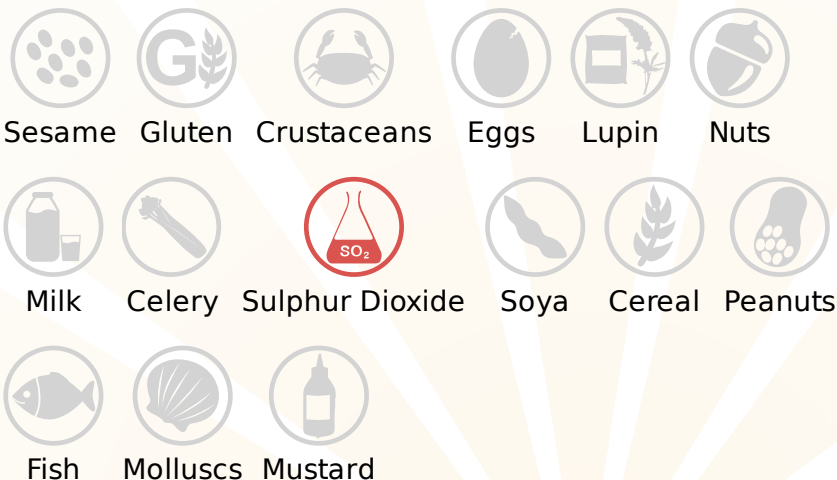 G
Sesame Gluten Crustaceans Eggs Lupin Nuts
SO₂
Milk Celery Sulphur Dioxide Soya Cereal Peanuts
Fish Molluscs Mustard